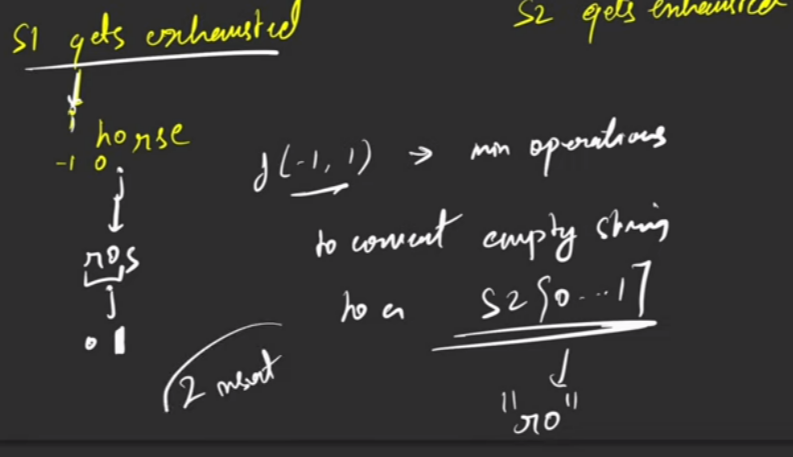 S1 gets exhausted
S2 gets exhausted
i
horse
-1 0
j
f(-1, 1) → min operations
to convert empty string
to a S2[0...1]
ros
j
0 1
2 insert
"ro"